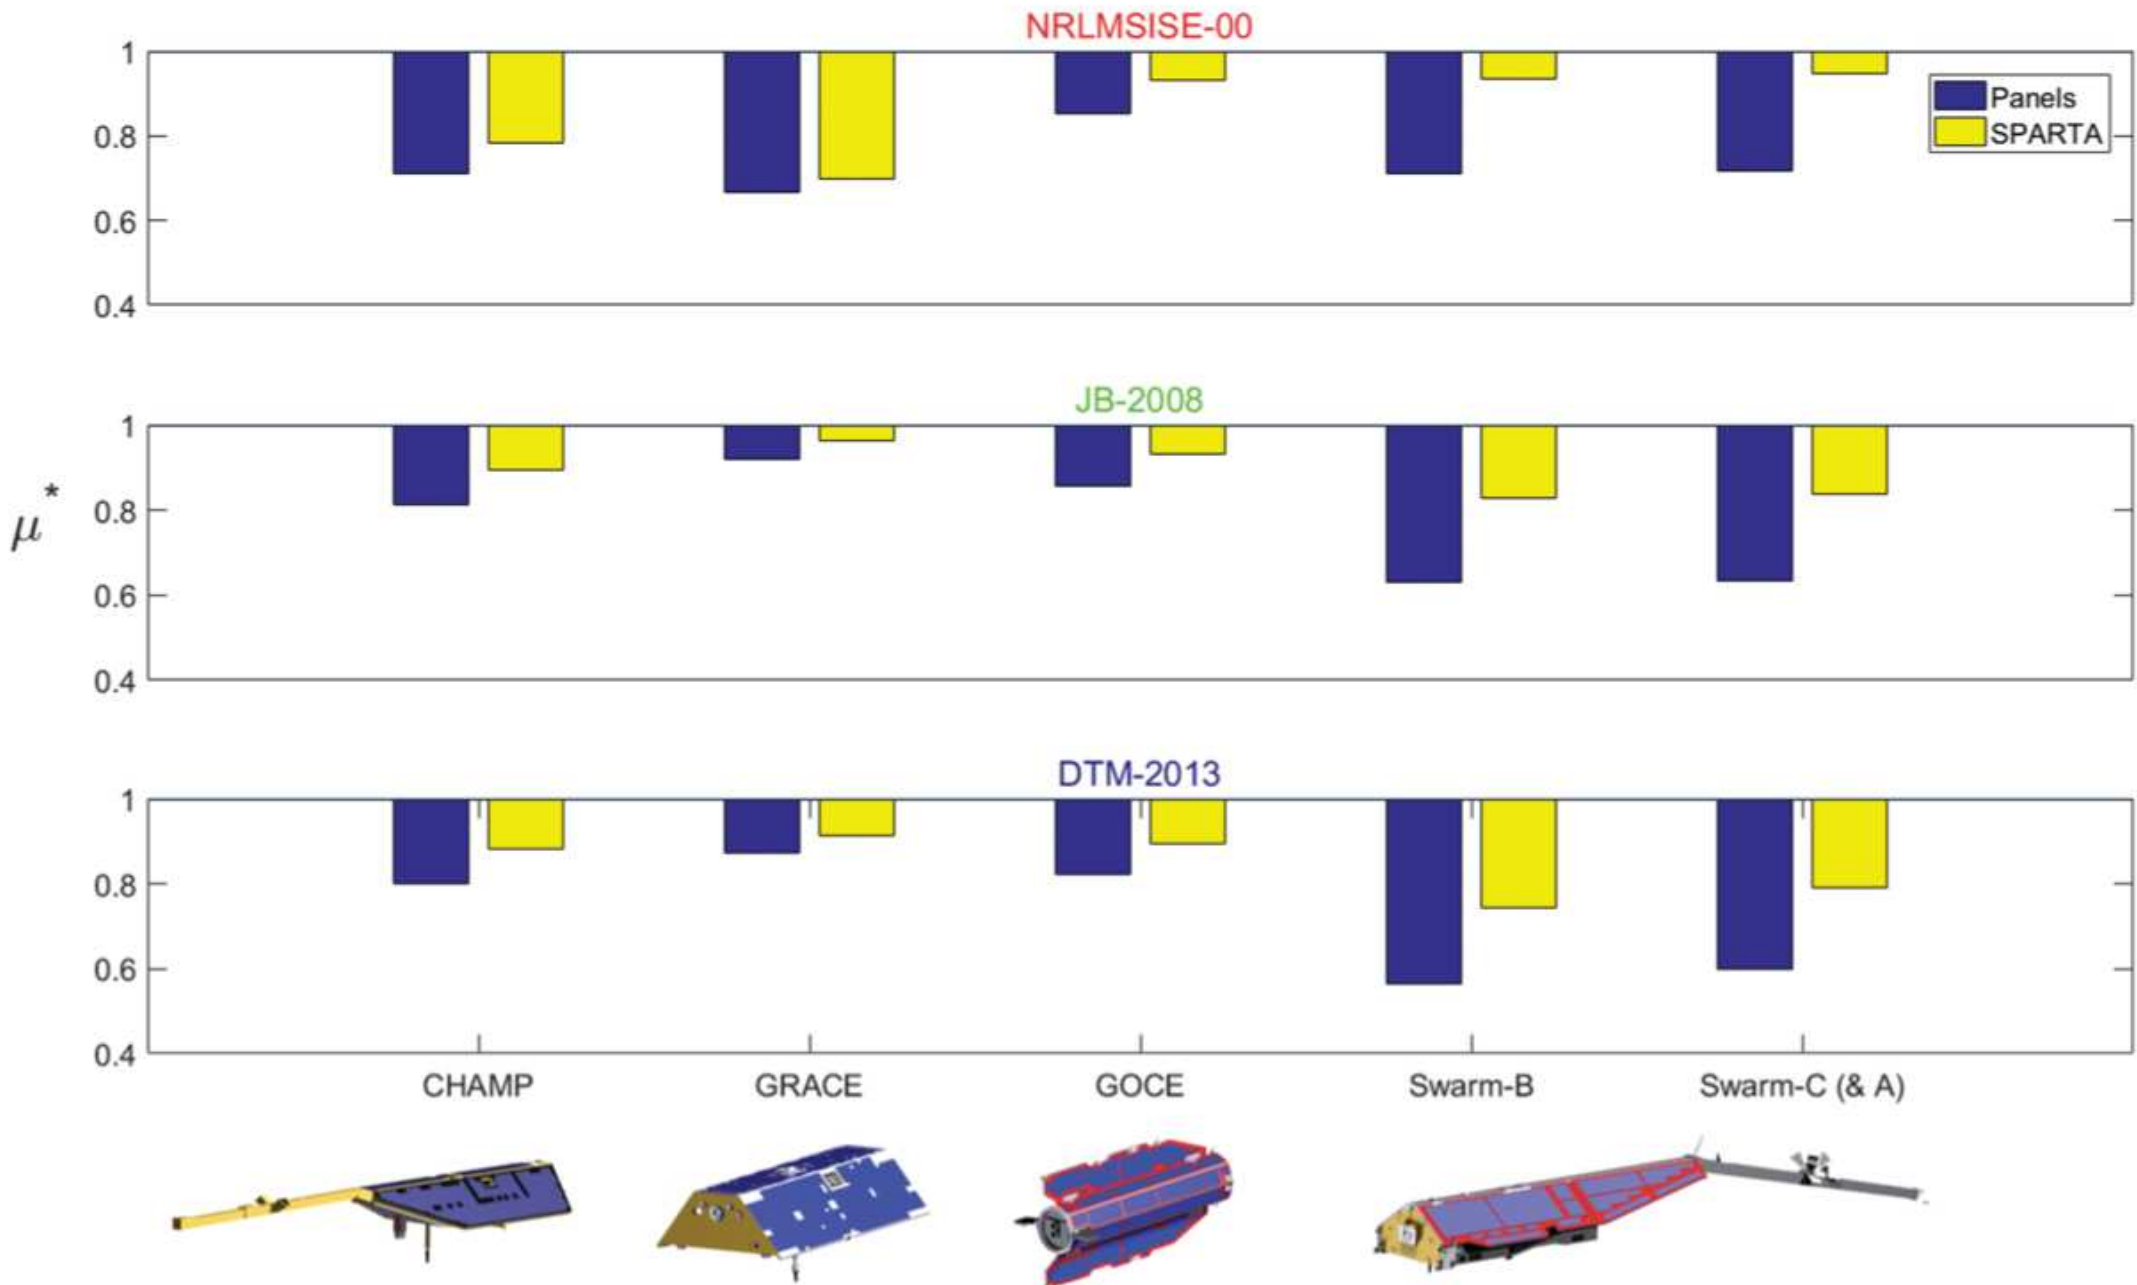 NRLMSISE-00
1
0.8
0.6
0.4
Panels
SPARTA
JB-2008
1
0.8
0.6
0.4
μ*
DTM-2013
1
0.8
0.6
0.4
CHAMP GRACE GOCE Swarm-B Swarm-C (& A)